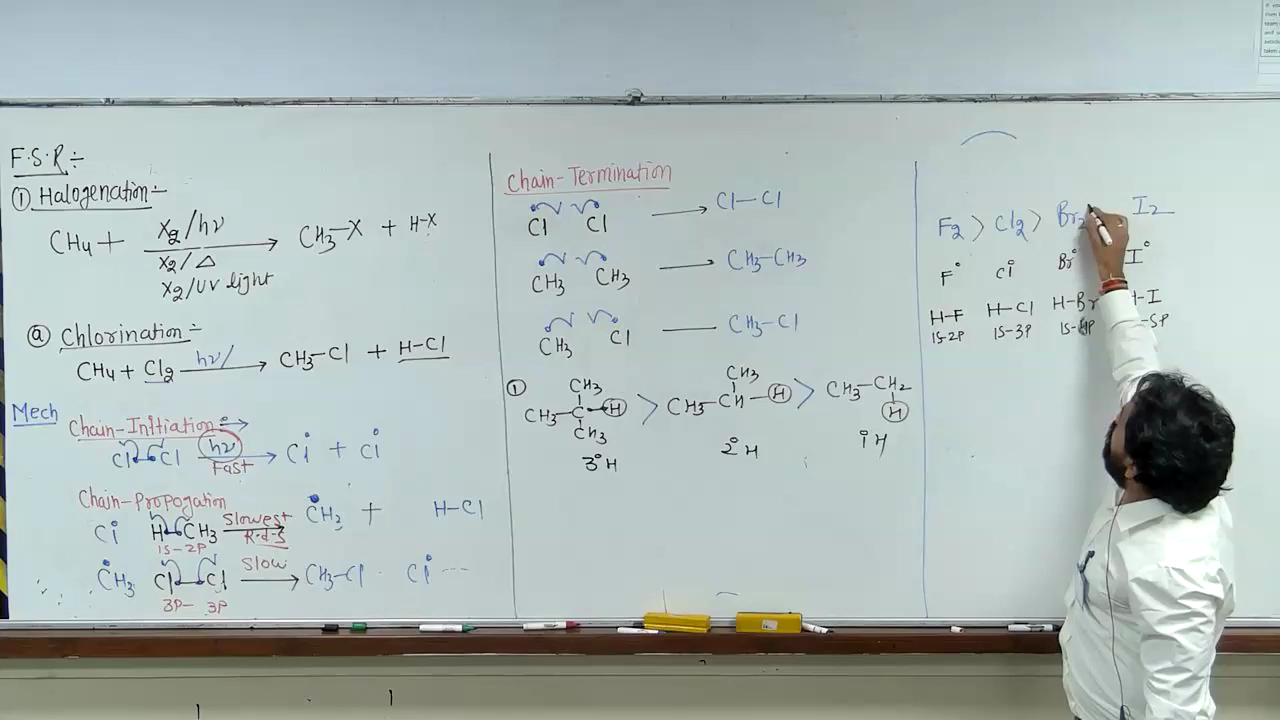 F.S.R÷
① Halogenation:-
CH4 + X2/hν → CH3-X + H-X
X2/Δ
X2/UV light
ⓐ Chlorination:-
CH4 + Cl2 hν/ → CH3-Cl + H-Cl
Mech
Chain-Initiation:→
Cl-Cl hν → Cl• + Cl•
Fast
Chain-Propogation
Cl• H-CH3 Slowest → •CH3 + H-Cl
1S-2P R.d.S
•CH3 Cl-Cl Slow → CH3-Cl . Cl• ---
3P- 3P
Chain-Termination
Cl Cl → Cl-Cl
CH3 CH3 → CH3-CH3
CH3 Cl — CH3-Cl
①
CH3 CH3
CH3-C-H > CH3-CH-H > CH3-CH2
CH3 H
3°H 2°H 1°H
F2 > Cl2 > Br2 I2
F• Cl• Br• I•
H-F H-Cl H-Br -I
1S-2P 1S-3P 1S-4P -5P